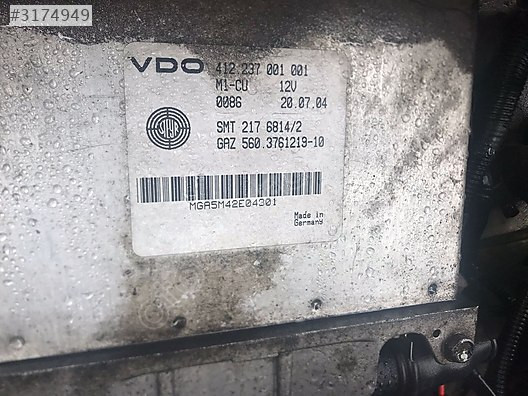 #3174949
VDO 412.237 001 001
M1-CU 12V
0086 20.07.04
STEYR
SMT 217 6814/2
GAZ 560.3761219-10
MGA5M42E04301
Made in
Germany